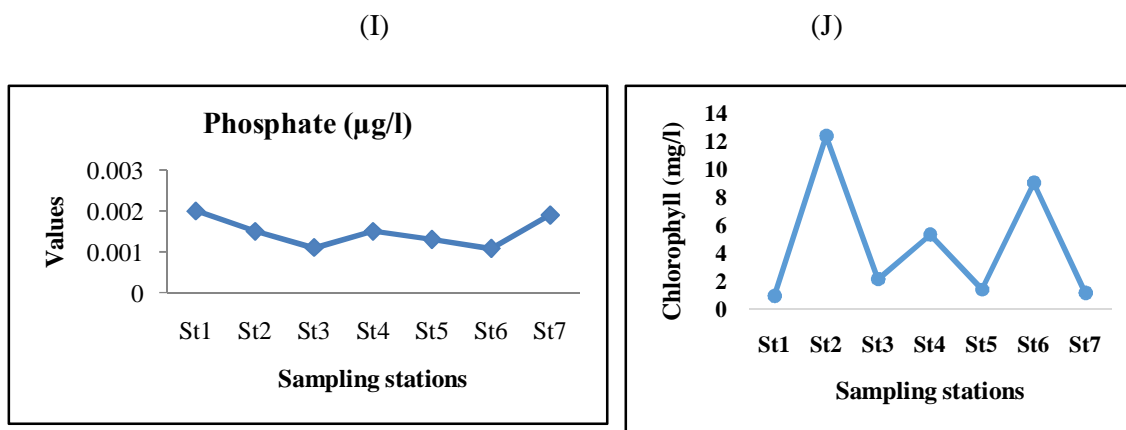 (I)
(J)
Phosphate (µg/l)
0.003
0.002
0.001
0
Values
St1 St2 St3 St4 St5 St6 St7
Sampling stations
14
12
10
8
6
4
2
0
Chlorophyll (mg/l)
St1 St2 St3 St4 St5 St6 St7
Sampling stations